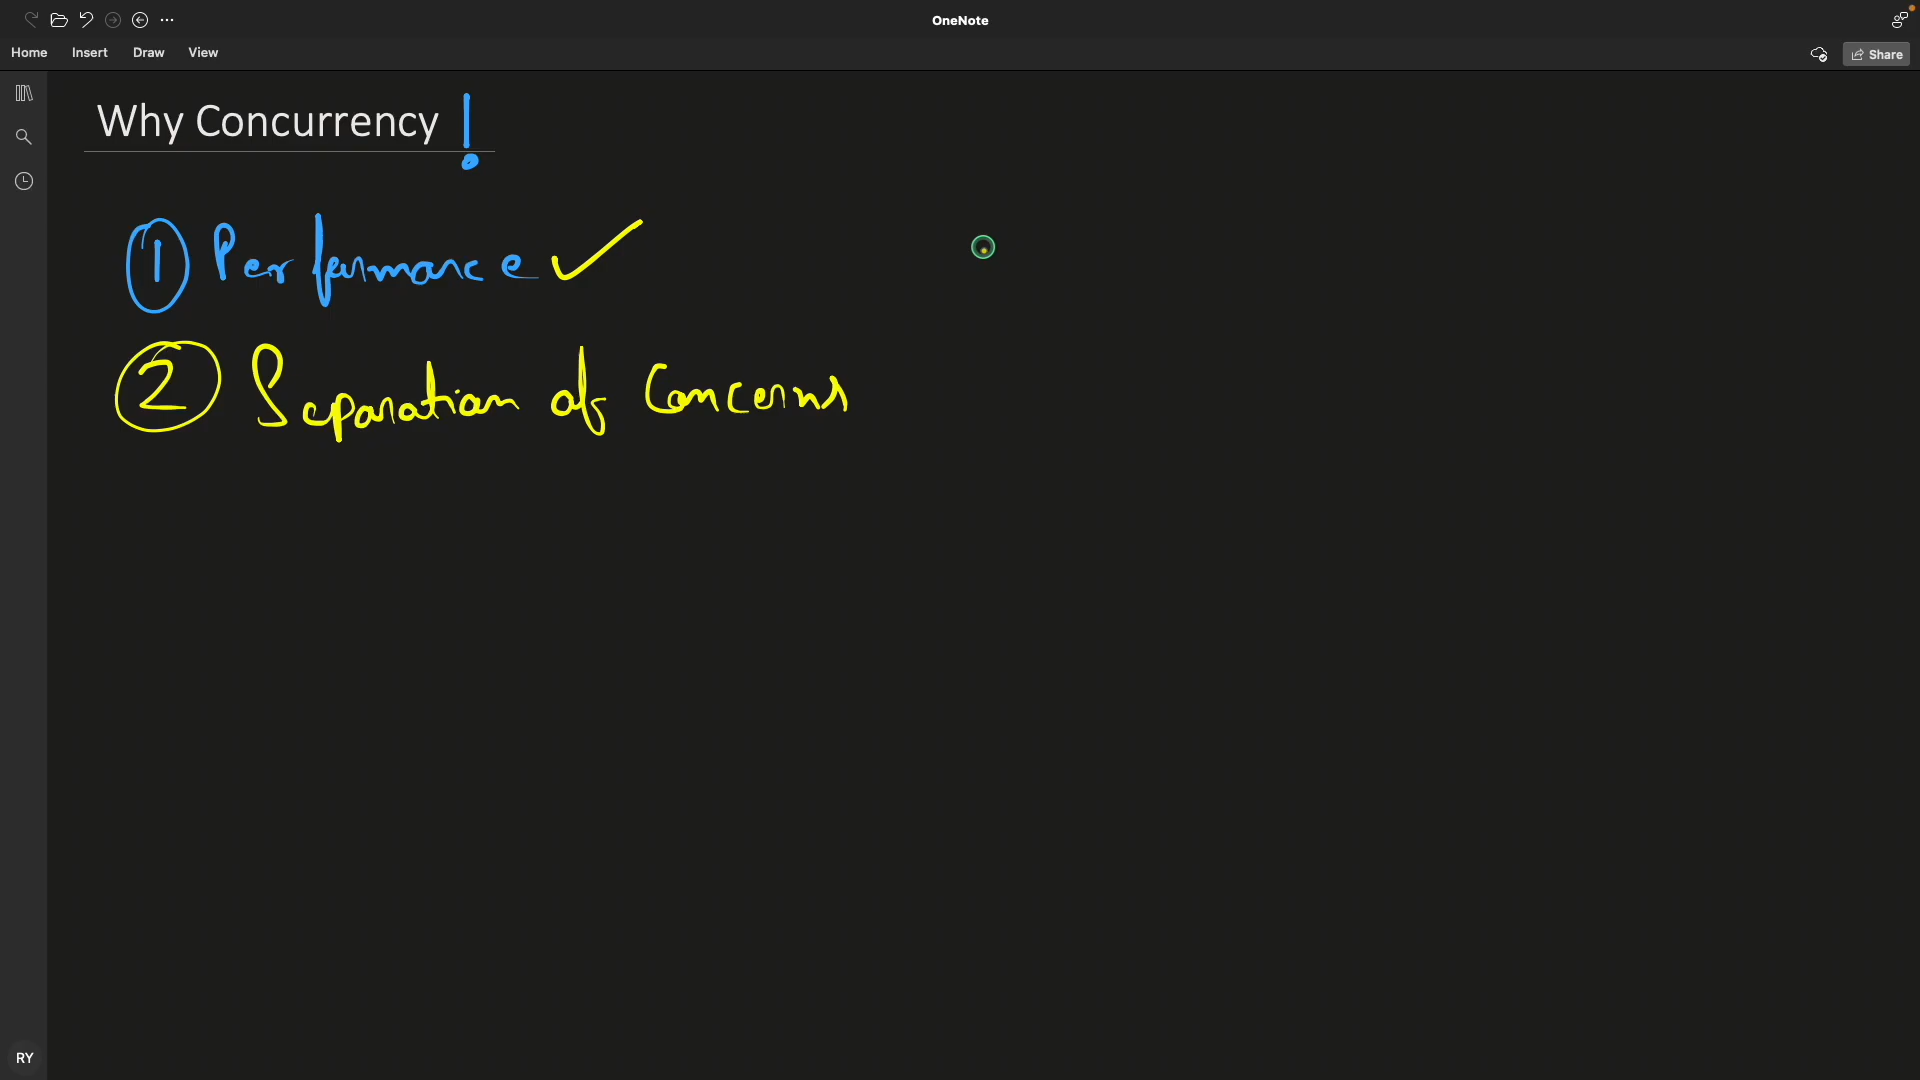 OneNote
Home Insert Draw View Share
Why Concurrency !
1 Performance ✓
2 Separation of Concerns
RY